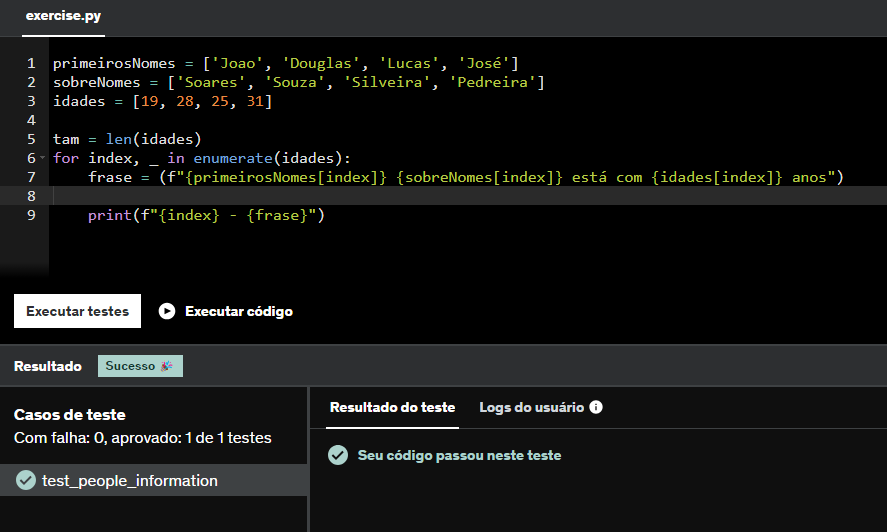 exercise.py
1 primeirosNomes = ['Joao', 'Douglas', 'Lucas', 'José']
2 sobreNomes = ['Soares', 'Souza', 'Silveira', 'Pedreira']
3 idades = [19, 28, 25, 31]
4
5 tam = len(idades)
6 for index, _ in enumerate(idades):
7     frase = (f"{primeirosNomes[index]} {sobreNomes[index]} está com {idades[index]} anos")
8
9     print(f"{index} - {frase}")
Executar testes Executar código
Resultado Sucesso 🎉
Casos de teste
Com falha: 0, aprovado: 1 de 1 testes
test_people_information
Resultado do teste Logs do usuário
Seu código passou neste teste